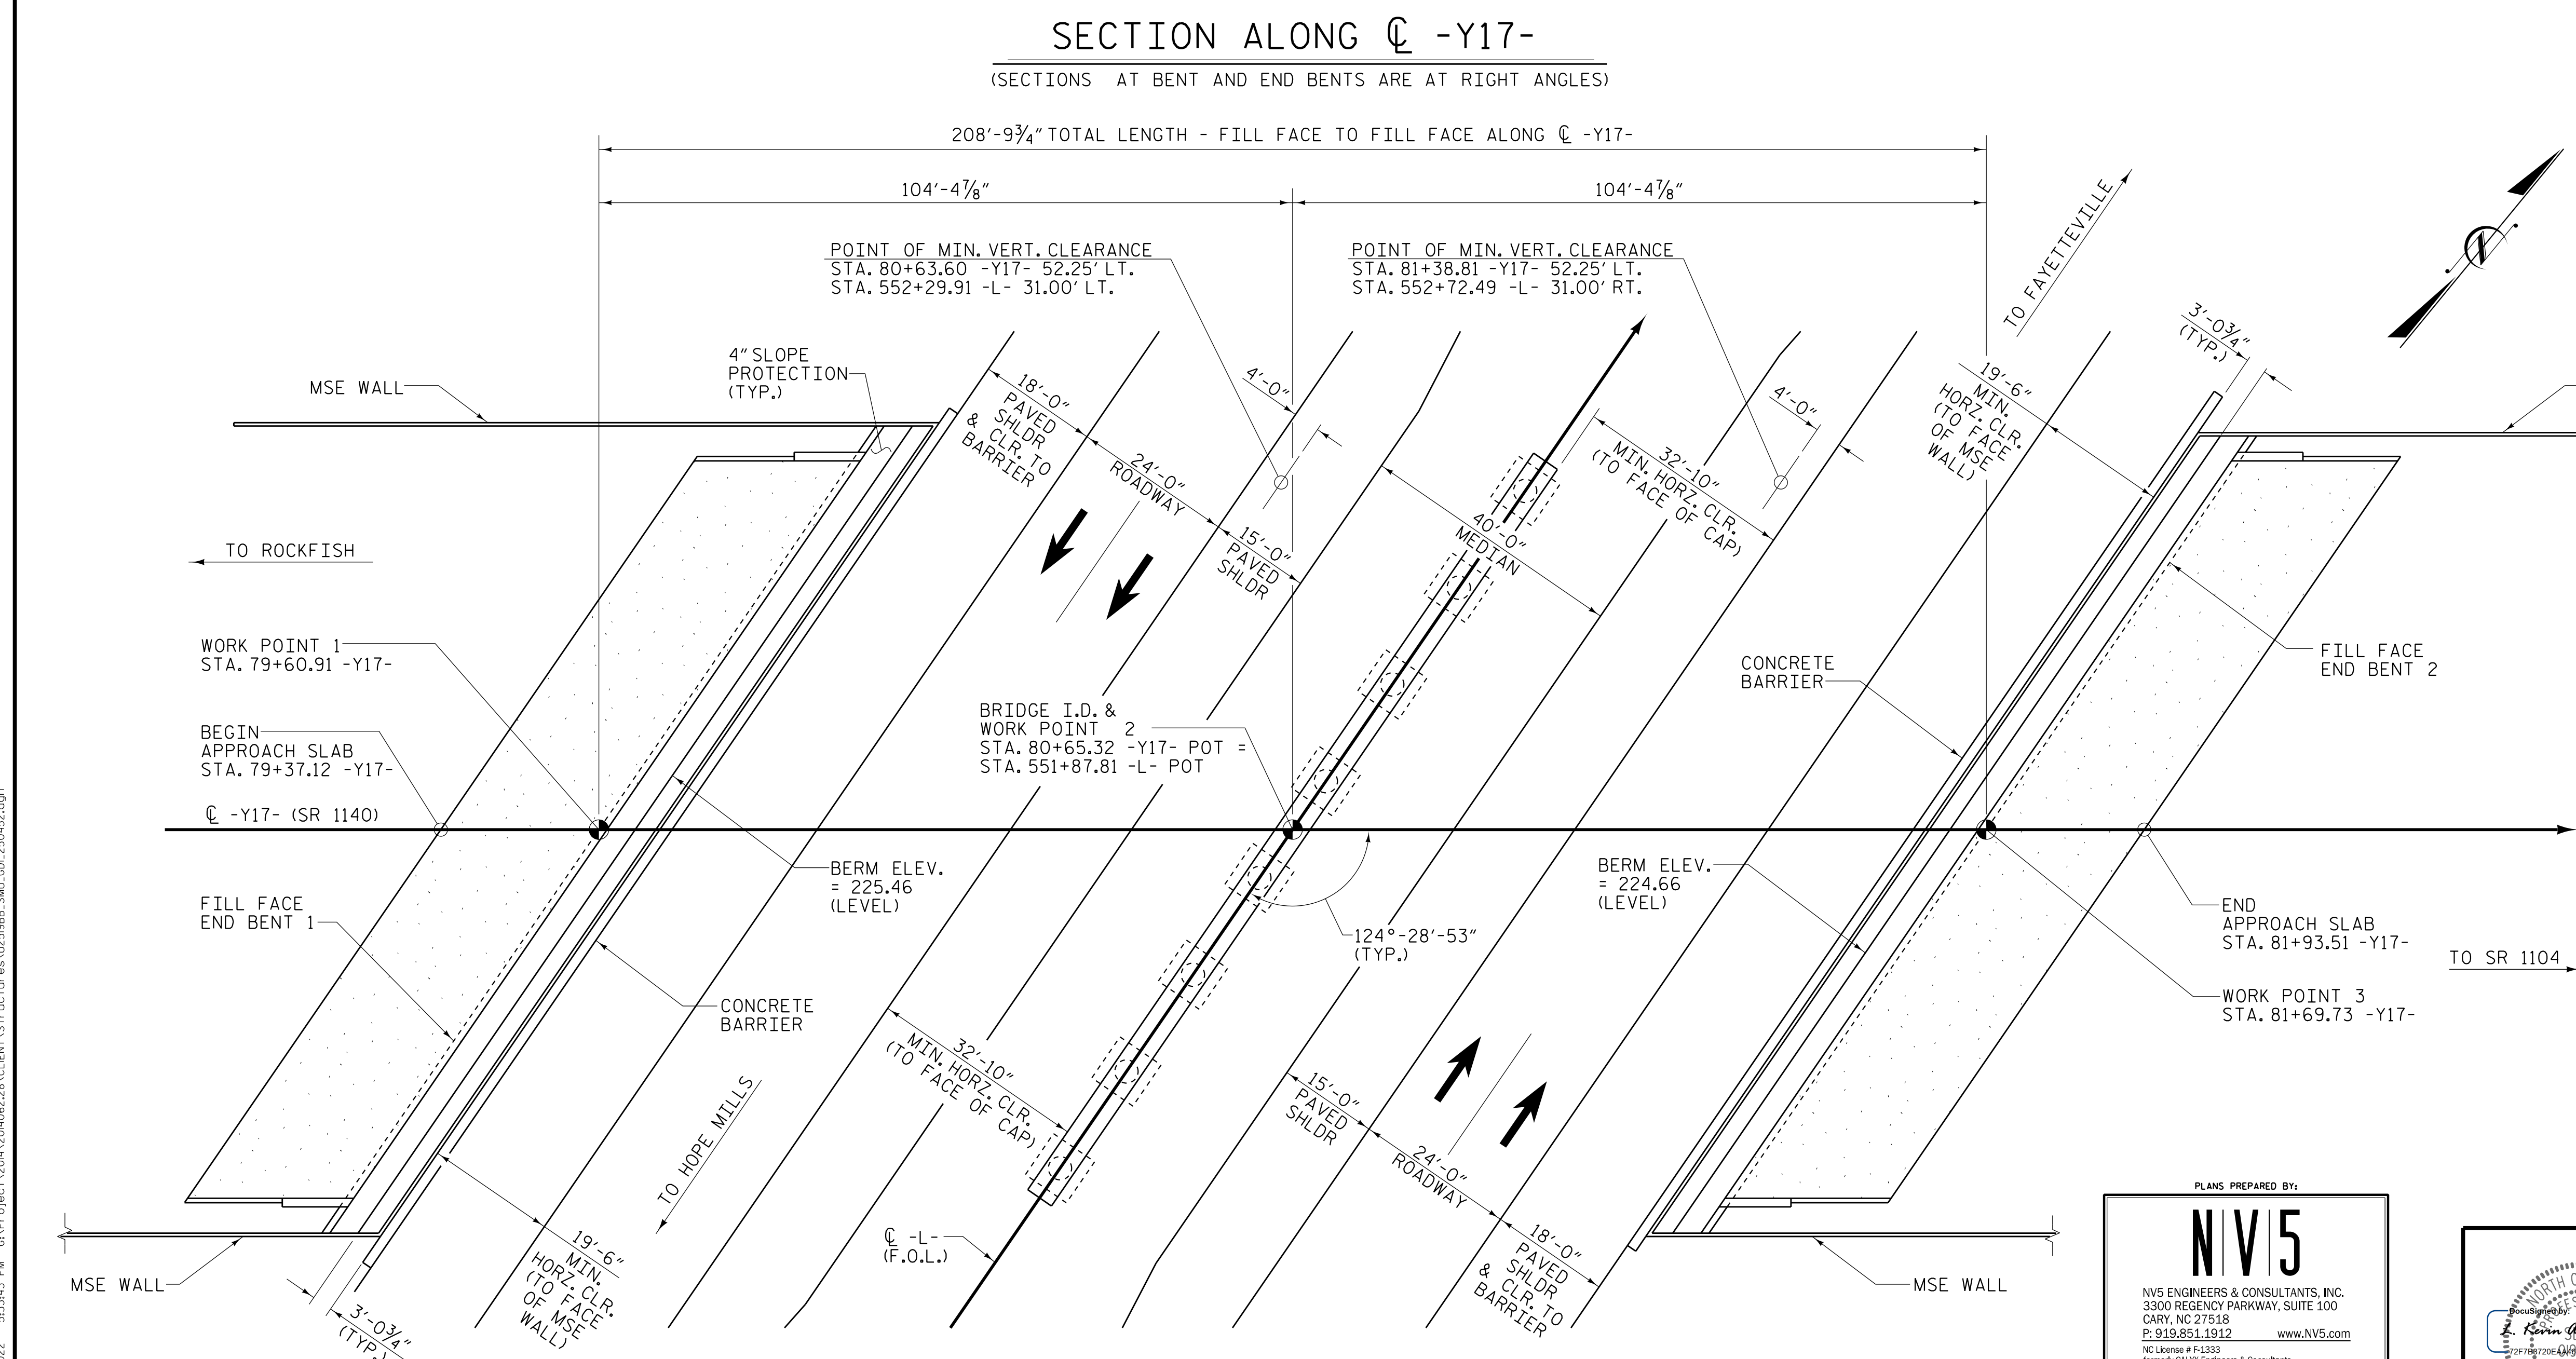 SECTION ALONG ℄ -Y17-
(SECTIONS AT BENT AND END BENTS ARE AT RIGHT ANGLES)
208'-9¾" TOTAL LENGTH - FILL FACE TO FILL FACE ALONG ℄ -Y17-
104'-4⅞"
104'-4⅞"
POINT OF MIN. VERT. CLEARANCE
STA. 80+63.60 -Y17- 52.25' LT.
STA. 552+29.91 -L- 31.00' LT.
POINT OF MIN. VERT. CLEARANCE
STA. 81+38.81 -Y17- 52.25' LT.
STA. 552+72.49 -L- 31.00' RT.
TO FAYETTEVILLE
N
3'-0¾"
(TYP.)
MSE WALL
4" SLOPE
PROTECTION
(TYP.)
18'-0"
PAVED
SHLDR
& CLR. TO
BARRIER
24'-0"
ROADWAY
15'-0"
PAVED
SHLDR
4'-0"
40'-0"
MEDIAN
32'-10"
MIN. HORZ. CLR.
(TO FACE OF CAP)
4'-0"
19'-6"
MIN.
HORZ. CLR.
(TO FACE
OF MSE
WALL)
TO ROCKFISH
WORK POINT 1
STA. 79+60.91 -Y17-
BEGIN
APPROACH SLAB
STA. 79+37.12 -Y17-
℄ -Y17- (SR 1140)
BRIDGE I.D. &
WORK POINT 2
STA. 80+65.32 -Y17- POT =
STA. 551+87.81 -L- POT
CONCRETE
BARRIER
FILL FACE
END BENT 2
FILL FACE
END BENT 1
BERM ELEV.
= 225.46
(LEVEL)
124°-28'-53"
(TYP.)
BERM ELEV.
= 224.66
(LEVEL)
END
APPROACH SLAB
STA. 81+93.51 -Y17-
TO SR 1104
WORK POINT 3
STA. 81+69.73 -Y17-
CONCRETE
BARRIER
32'-10"
MIN. HORZ. CLR.
(TO FACE OF CAP)
TO HOPE MILLS
15'-0"
PAVED
SHLDR
24'-0"
ROADWAY
18'-0"
PAVED
SHLDR
& CLR. TO
BARRIER
19'-6"
MIN.
HORZ. CLR.
(TO FACE
OF MSE
WALL)
℄ -L-
(F.O.L.)
MSE WALL
3'-0¾"
(TYP.)
MSE WALL
PLANS PREPARED BY:
N|V|5
NV5 ENGINEERS & CONSULTANTS, INC.
3300 REGENCY PARKWAY, SUITE 100
CARY, NC 27518
P: 919.851.1912 www.NV5.com
NC License # F-1333
DocuSigned by: